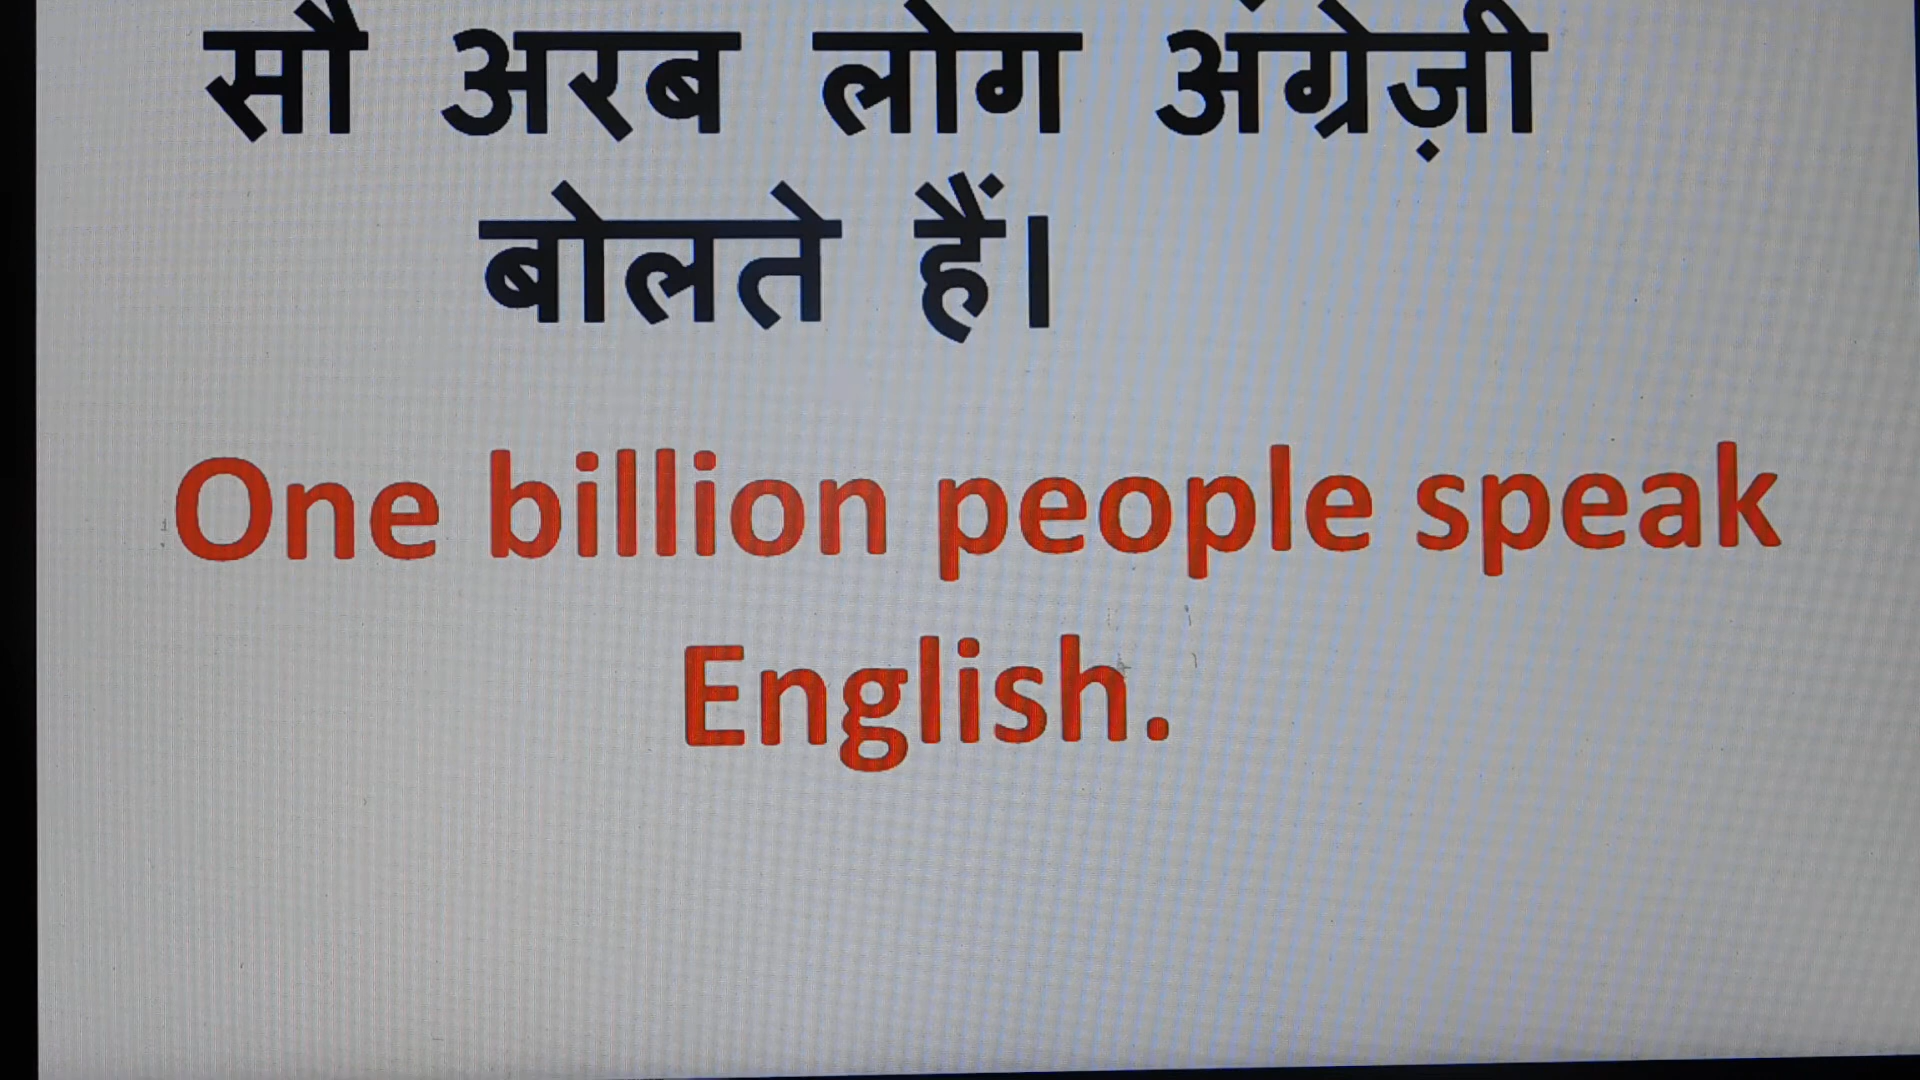 सौ अरब लोग अंग्रेज़ी
बोलते हैं।
One billion people speak
English.